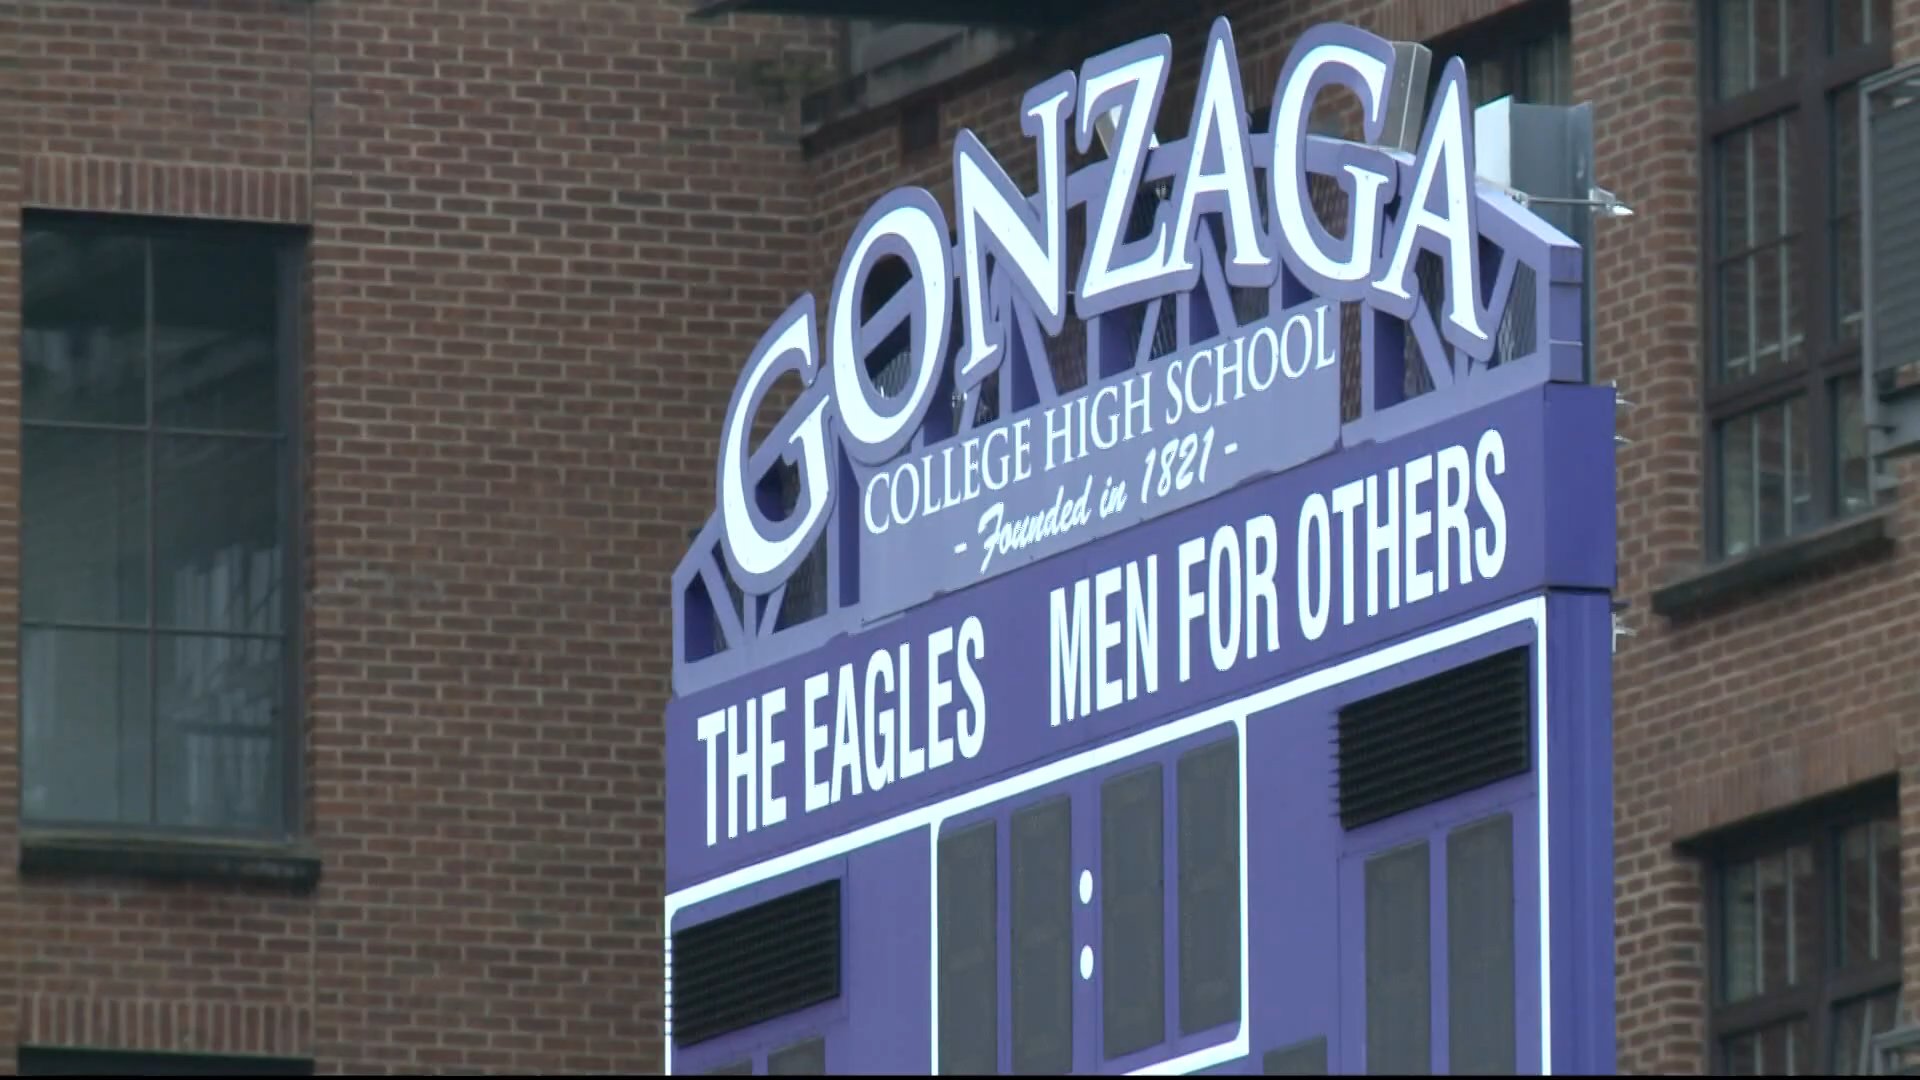 GONZAGA
COLLEGE HIGH SCHOOL
- Founded in 1821 -
THE EAGLES MEN FOR OTHERS